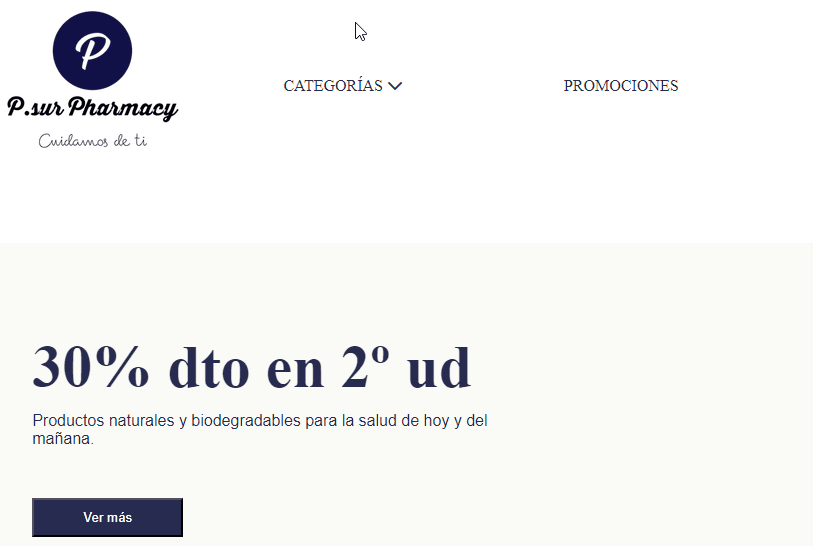 P
P.sur Pharmacy
Cuidamos de ti
CATEGORÍAS
PROMOCIONES
30% dto en 2º ud
Productos naturales y biodegradables para la salud de hoy y del
mañana.
Ver más